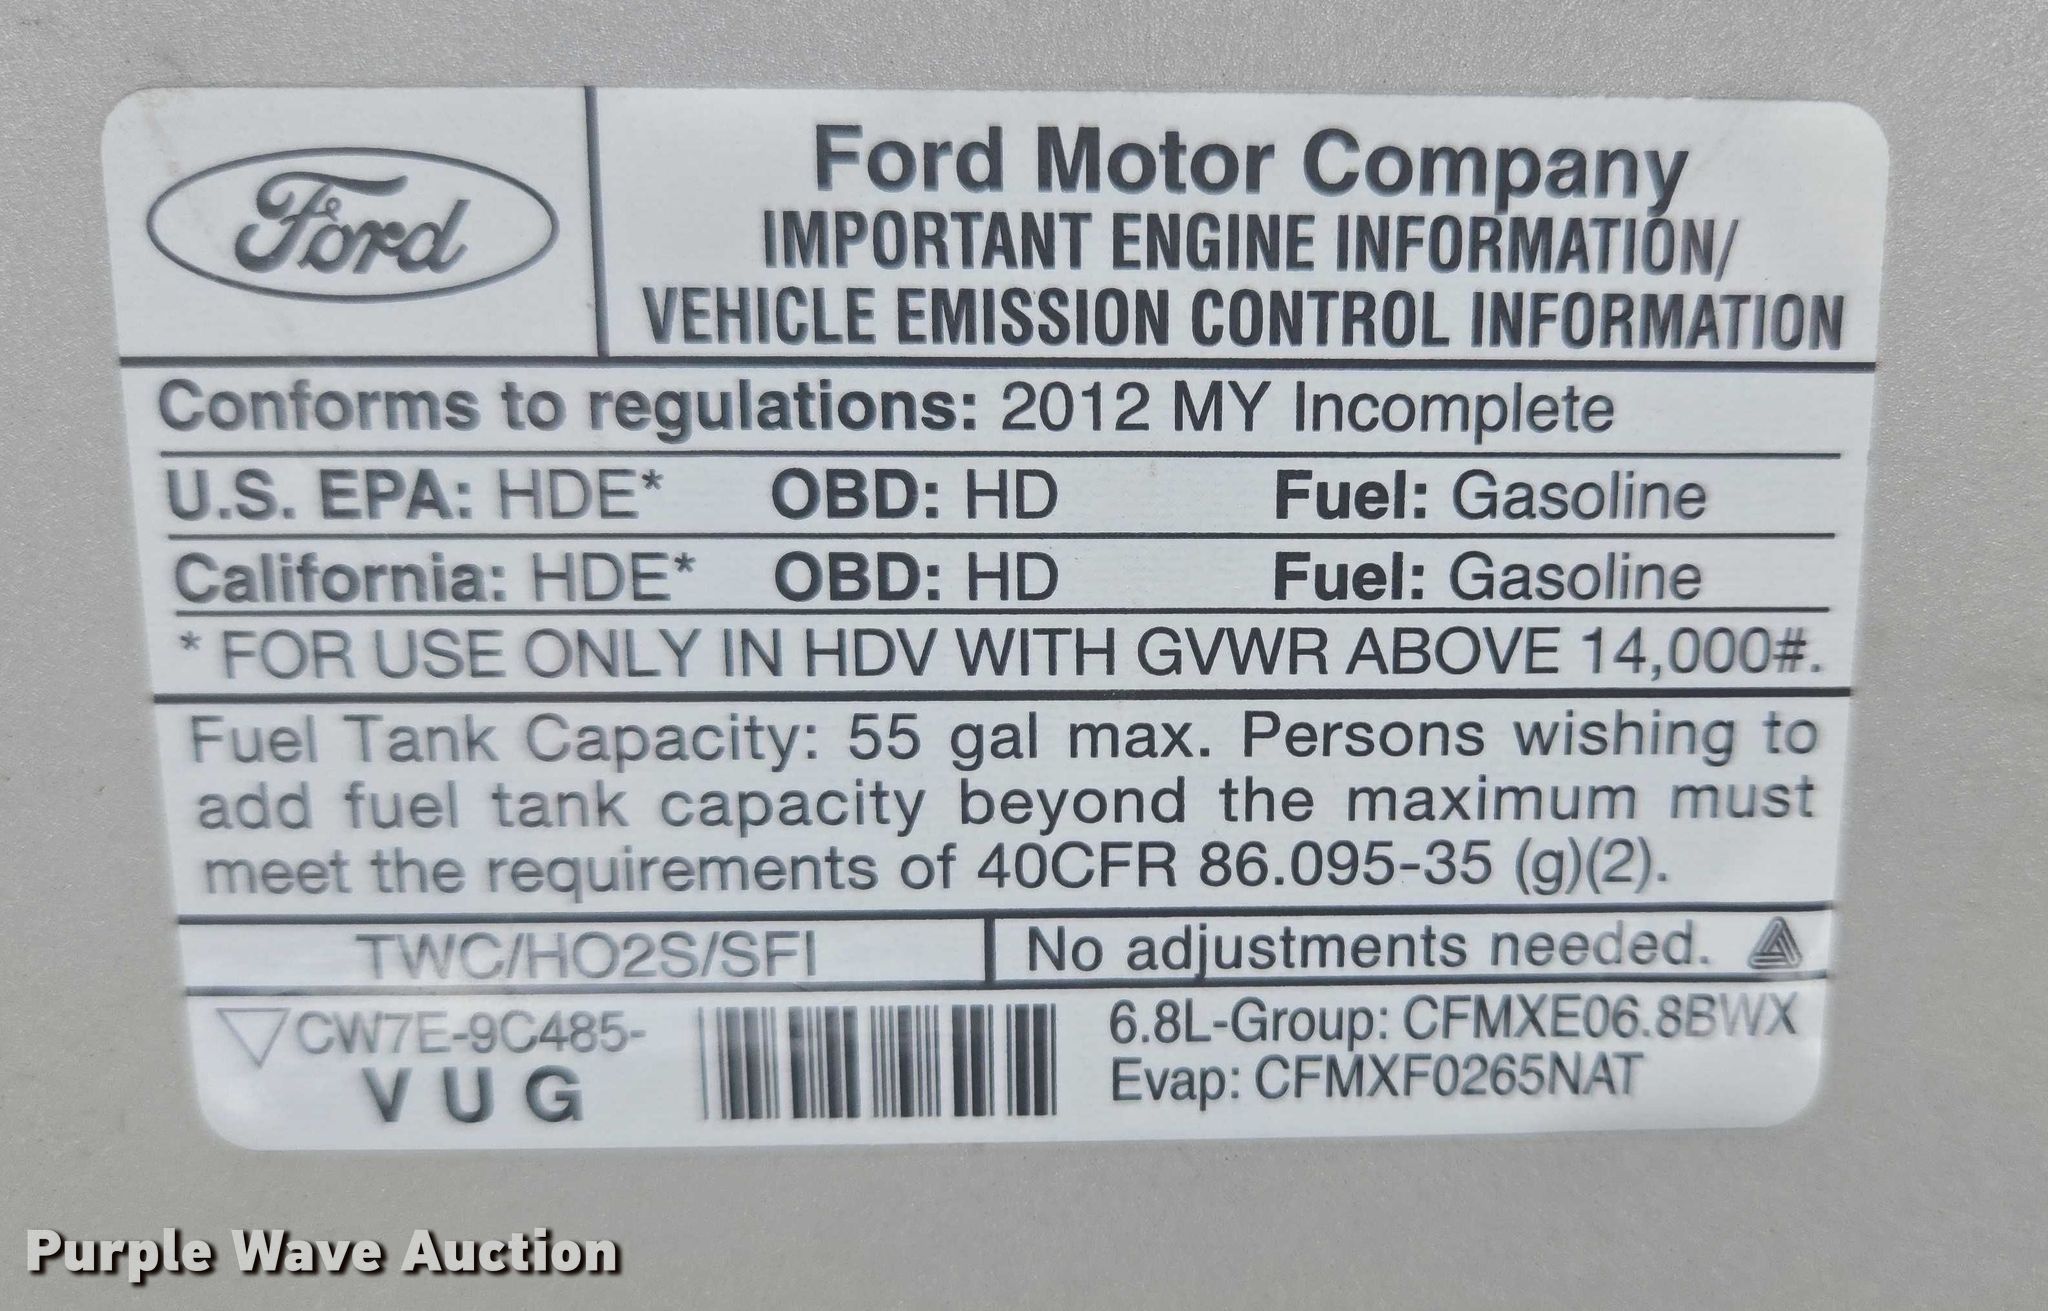 Ford
Ford Motor Company
IMPORTANT ENGINE INFORMATION/
VEHICLE EMISSION CONTROL INFORMATION
Conforms to regulations: 2012 MY Incomplete
U.S. EPA: HDE* OBD: HD Fuel: Gasoline
California: HDE* OBD: HD Fuel: Gasoline
* FOR USE ONLY IN HDV WITH GVWR ABOVE 14,000#.
Fuel Tank Capacity: 55 gal max. Persons wishing to
add fuel tank capacity beyond the maximum must
meet the requirements of 40CFR 86.095-35 (g)(2).
TWC/HO2S/SFI No adjustments needed.
CW7E-9C485-
VUG
6.8L-Group: CFMXE06.8BWX
Evap: CFMXF0265NAT
Purple Wave Auction